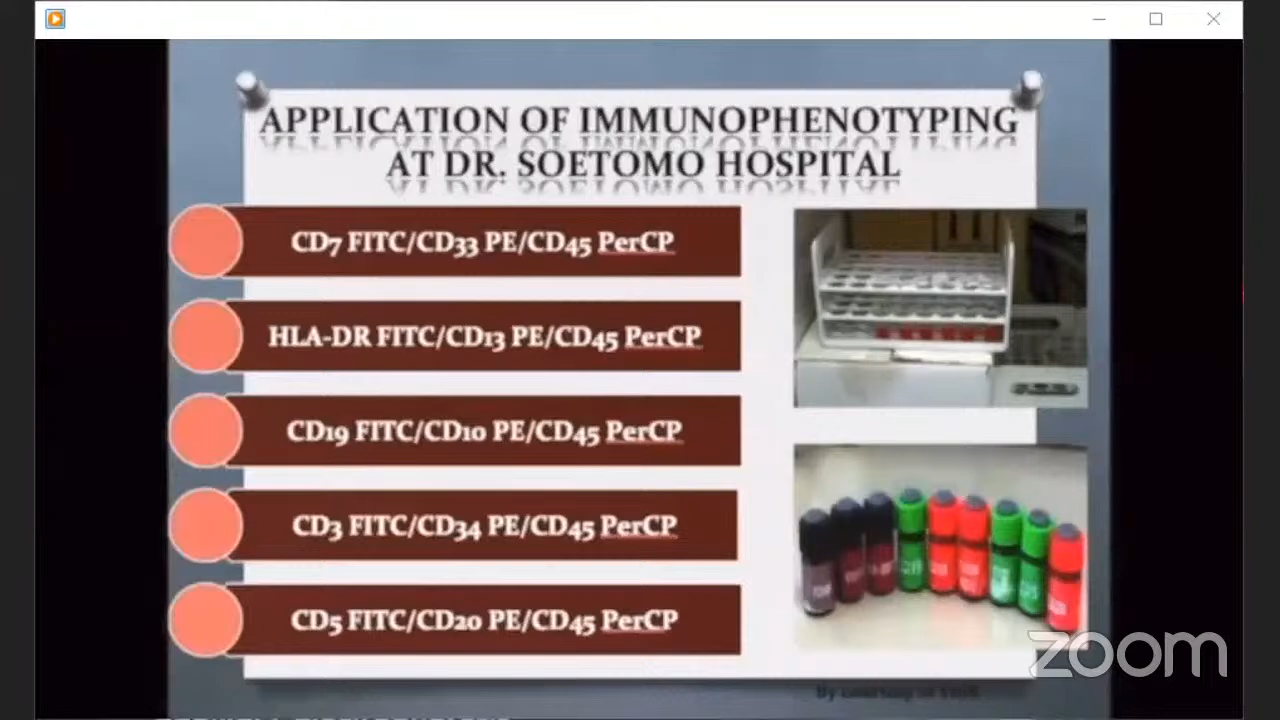 APPLICATION OF IMMUNOPHENOTYPING
AT DR. SOETOMO HOSPITAL
CD7 FITC/CD33 PE/CD45 PerCP
HLA-DR FITC/CD13 PE/CD45 PerCP
CD19 FITC/CD10 PE/CD45 PerCP
CD3 FITC/CD34 PE/CD45 PerCP
CD5 FITC/CD20 PE/CD45 PerCP
zoom